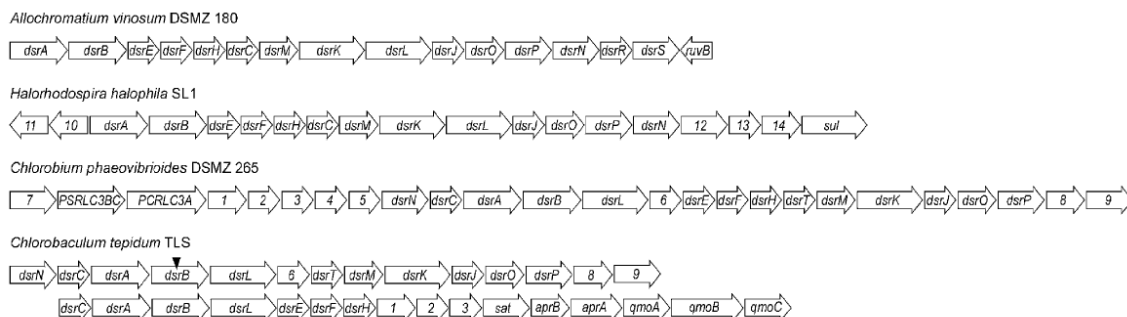 Allochromatium vinosum DSMZ 180
dsrA dsrB dsrE dsrF dsrH dsrC dsrM dsrK dsrL dsrJ dsrO dsrP dsrN dsrR dsrS ruvB
Halorhodospira halophila SL1
11 10 dsrA dsrB dsrE dsrF dsrH dsrC dsrM dsrK dsrL dsrJ dsrO dsrP dsrN 12 13 14 sul
Chlorobium phaeovibrioides DSMZ 265
7 PSRLC3BC PCRLC3A 1 2 3 4 5 dsrN dsrC dsrA dsrB dsrL 6 dsrE dsrF dsrH dsrT dsrM dsrK dsrJ dsrO dsrP 8 9
Chlorobaculum tepidum TLS
dsrN dsrC dsrA dsrB dsrL 6 dsrT dsrM dsrK dsrJ dsrO dsrP 8 9
dsrC dsrA dsrB dsrL dsrE dsrF dsrH 1 2 3 sat aprB aprA qmoA qmoB qmoC